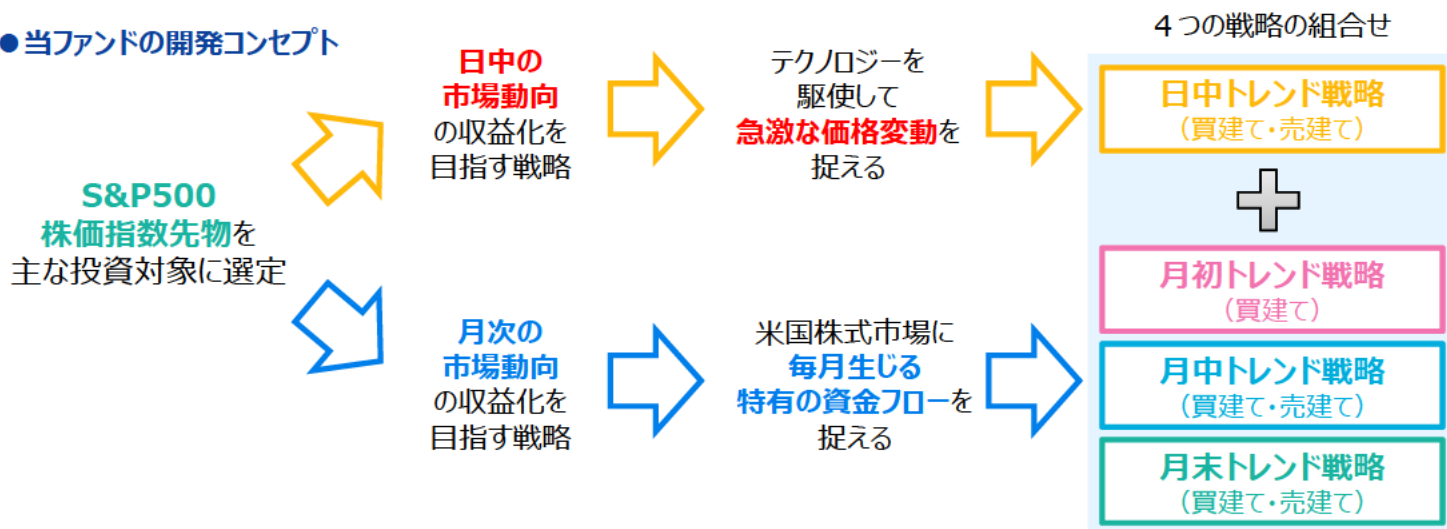 ●当ファンドの開発コンセプト
S&P500
株価指数先物を
主な投資対象に選定
日中の
市場動向
の収益化を
目指す戦略
テクノロジーを
駆使して
急激な価格変動を
捉える
月次の
市場動向
の収益化を
目指す戦略
米国株式市場に
毎月生じる
特有の資金フローを
捉える
4つの戦略の組合せ
日中トレンド戦略
（買建て・売建て）
月初トレンド戦略
（買建て）
月中トレンド戦略
（買建て・売建て）
月末トレンド戦略
（買建て・売建て）